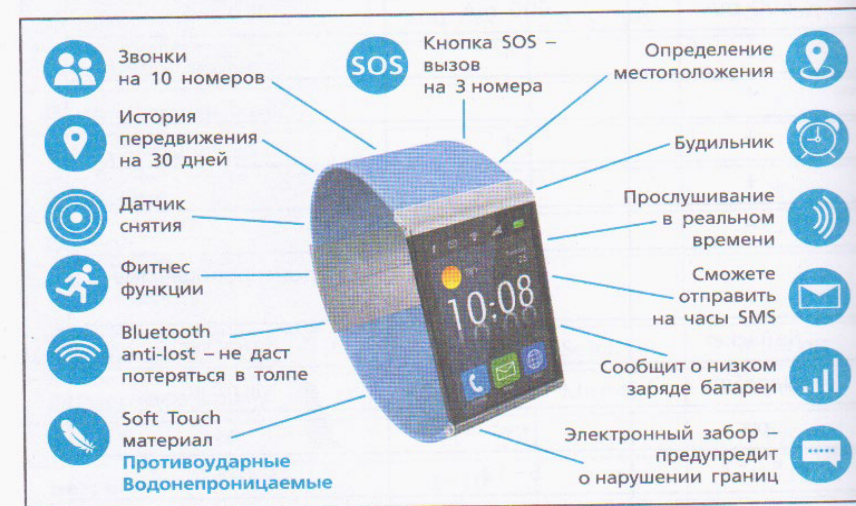 Звонки
на 10 номеров
История
передвижения
на 30 дней
Датчик
снятия
Фитнес
функции
Bluetooth
anti-lost – не даст
потеряться в толпе
Soft Touch
материал
Противоударные
Водонепроницаемые
SOS
Кнопка SOS –
вызов
на 3 номера
10:08
Определение
местоположения
Будильник
Прослушивание
в реальном
времени
Сможете
отправить
на часы SMS
Сообщит о низком
заряде батареи
Электронный забор –
предупредит
о нарушении границ